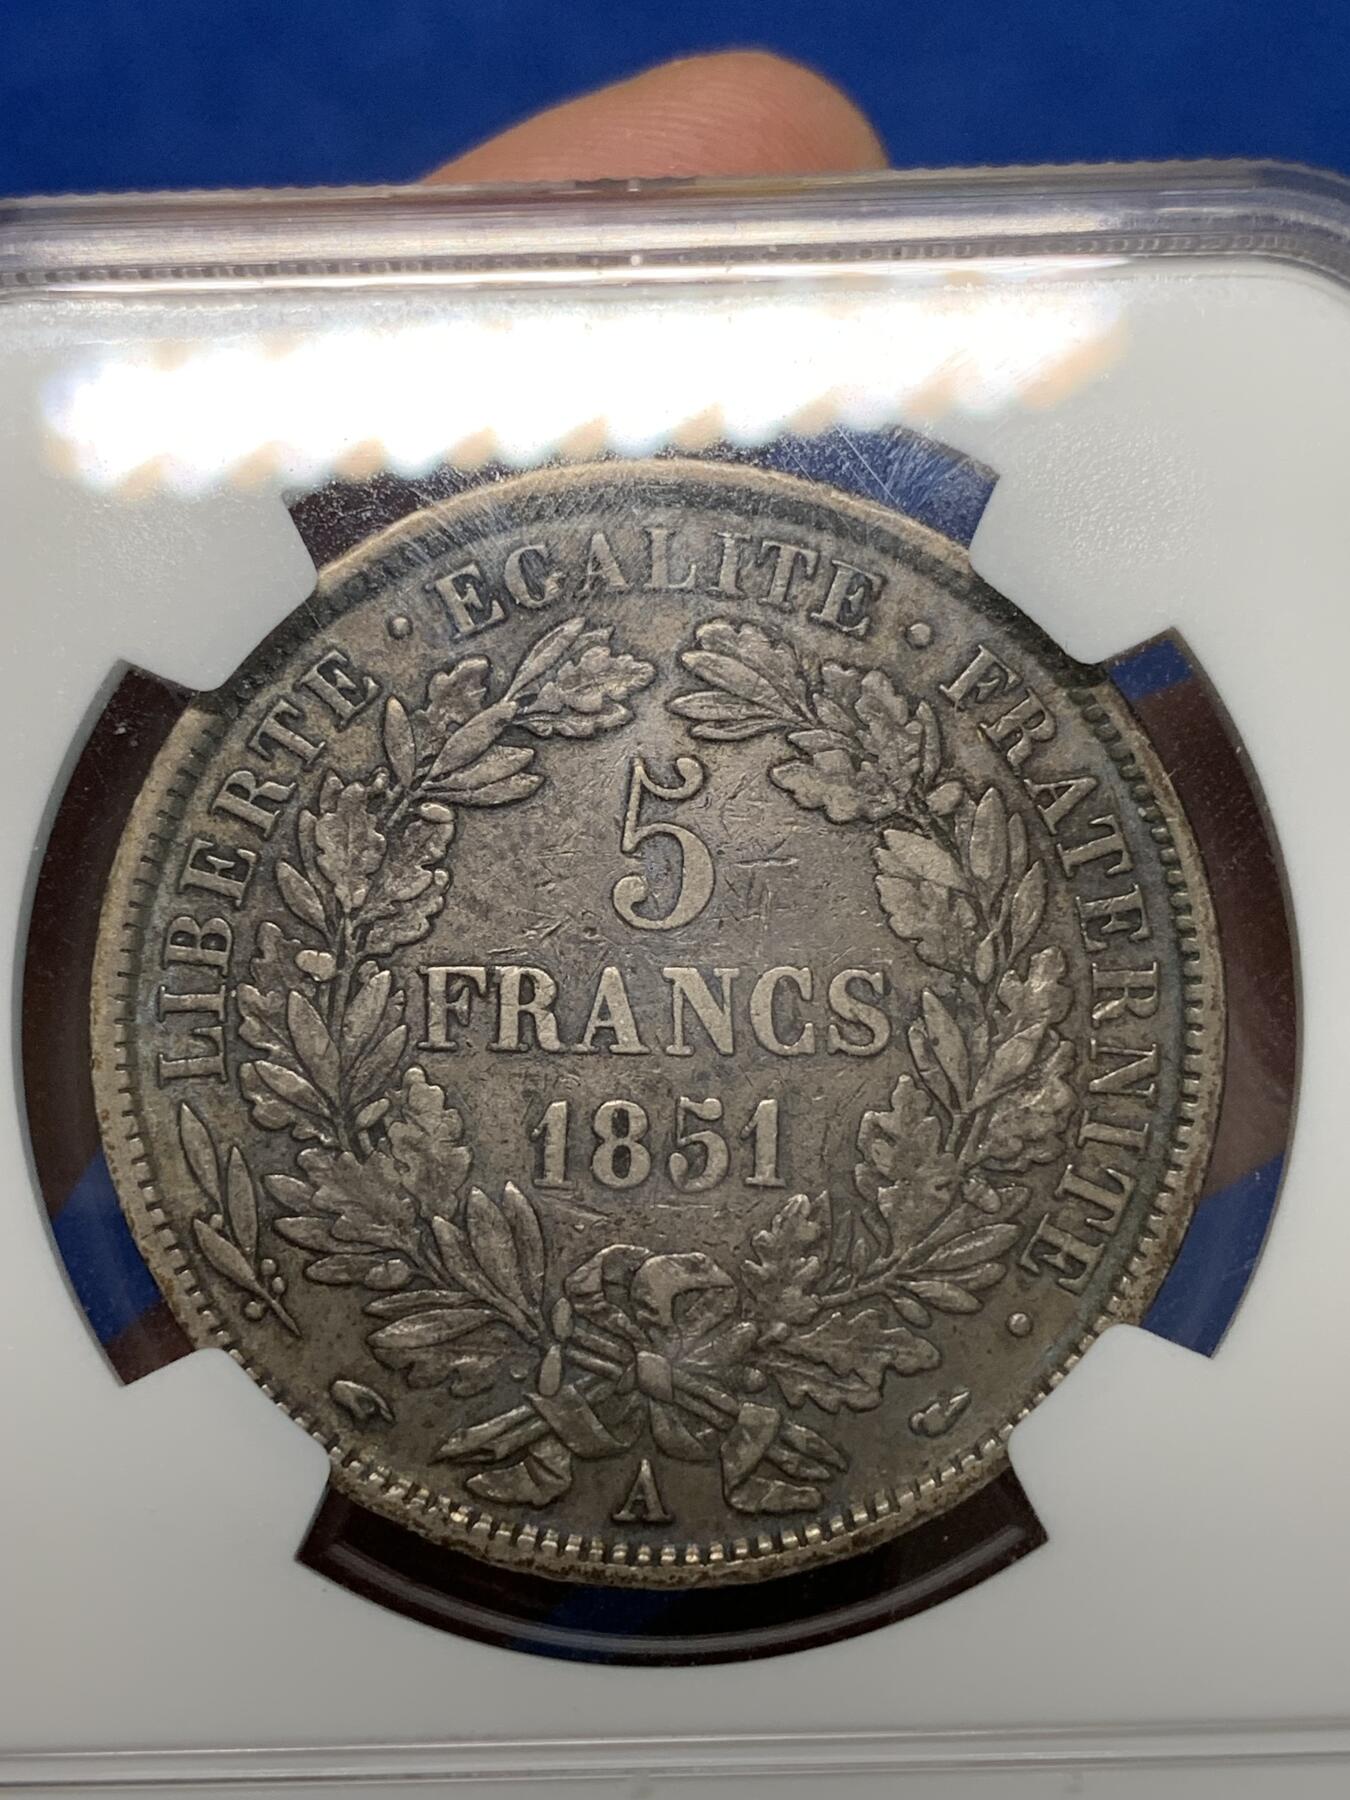 LIBERTE · EGALITE · FRATERNITE ·
5
FRANCS
1851
A